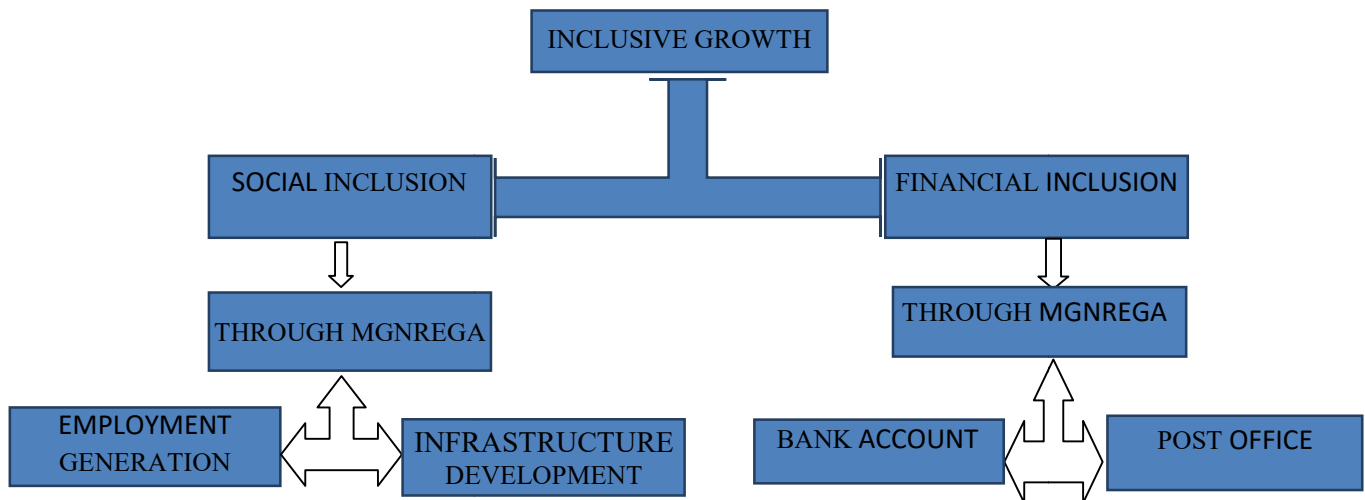 INCLUSIVE GROWTH
SOCIAL INCLUSION
FINANCIAL INCLUSION
THROUGH MGNREGA
THROUGH MGNREGA
EMPLOYMENT
GENERATION
INFRASTRUCTURE
DEVELOPMENT
BANK ACCOUNT
POST OFFICE